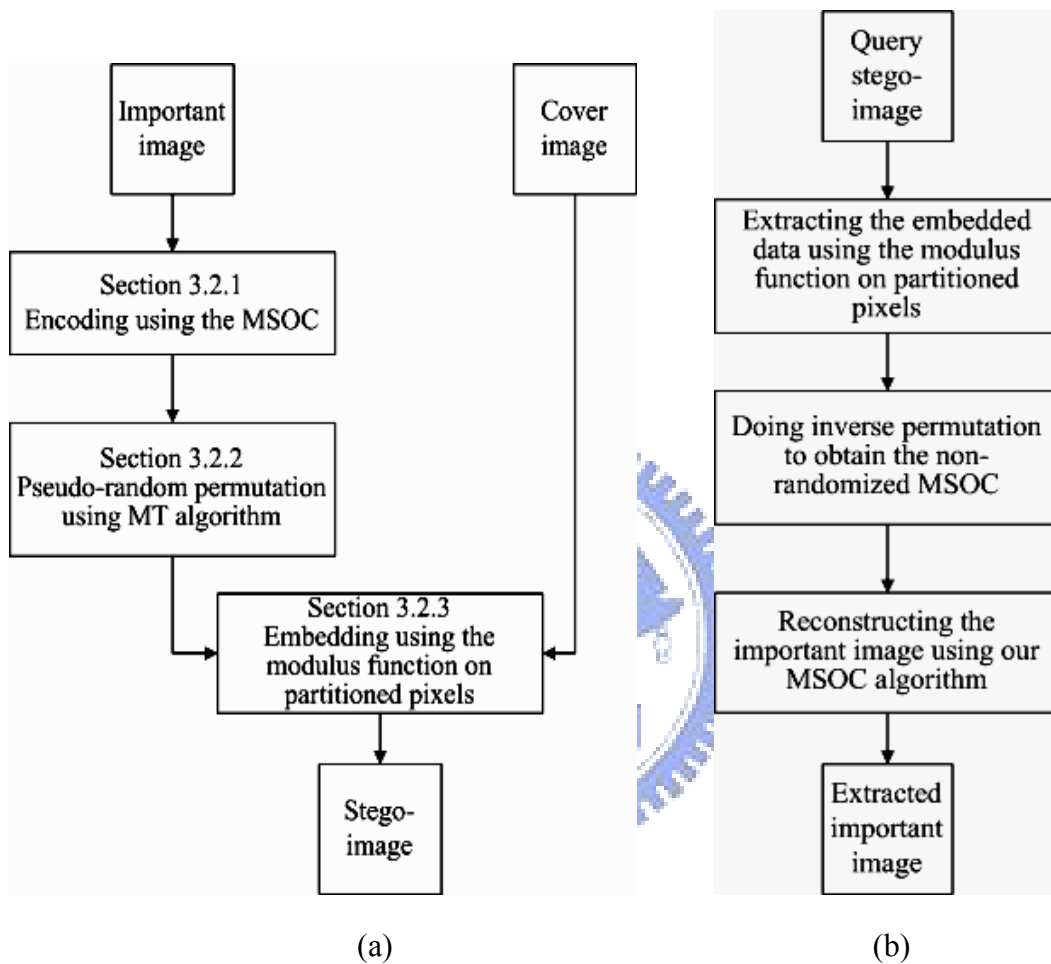 Important
image
Cover
image
Section 3.2.1
Encoding using the MSOC
Section 3.2.2
Pseudo-random permutation
using MT algorithm
Section 3.2.3
Embedding using the
modulus function on
partitioned pixels
Stego-
image
(a)
Query
stego-
image
Extracting the embedded
data using the modulus
function on partitioned
pixels
Doing inverse permutation
to obtain the non-
randomized MSOC
Reconstructing the
important image using our
MSOC algorithm
Extracted
important
image
(b)